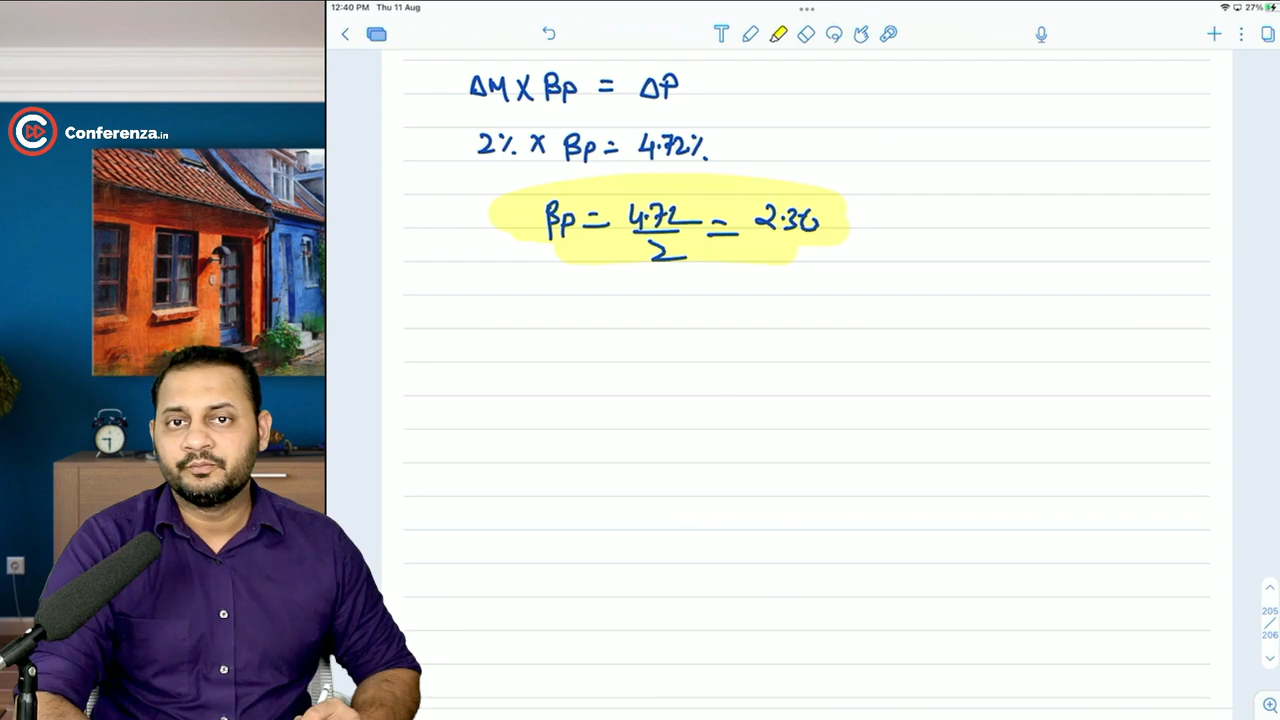 12:40 PM Thu 11 Aug
27%
Conferenza.in
ΔM X βp = ΔP
2% x βp = 4.72%
βp = 4.72/2 = 2.36
205
206